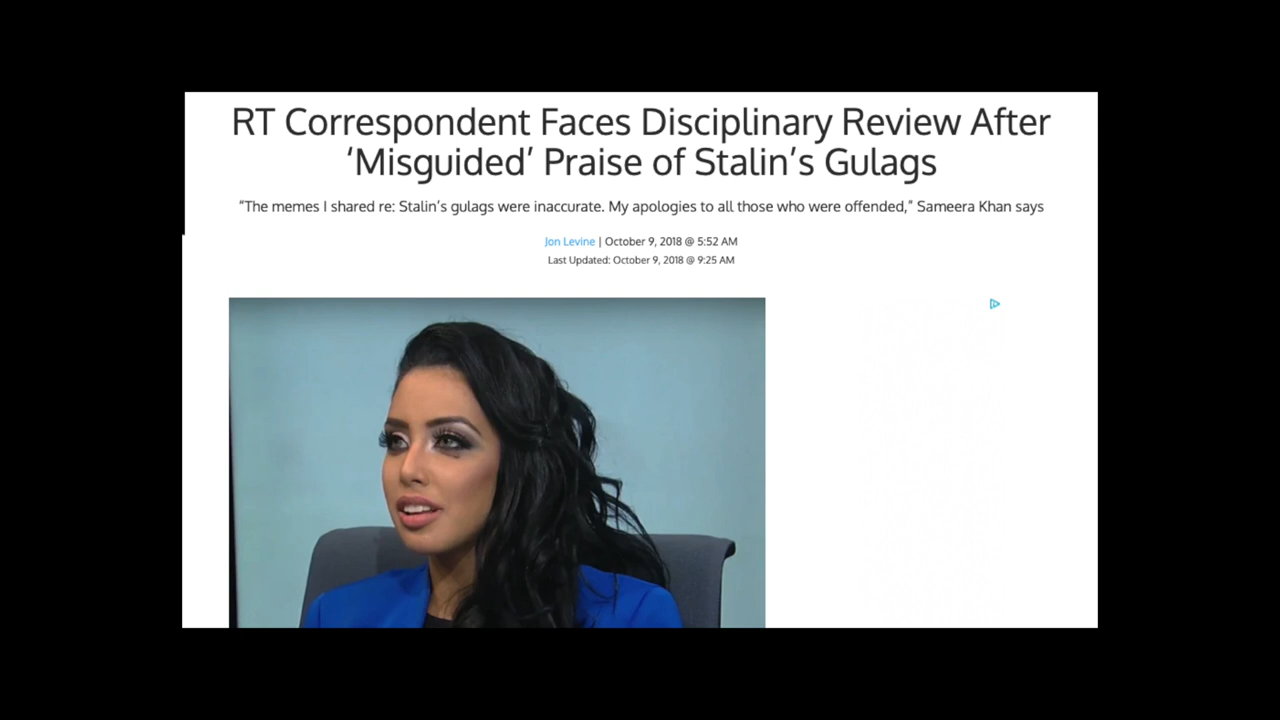 RT Correspondent Faces Disciplinary Review After
‘Misguided’ Praise of Stalin’s Gulags
“The memes I shared re: Stalin’s gulags were inaccurate. My apologies to all those who were offended,” Sameera Khan says
Jon Levine | October 9, 2018 @ 5:52 AM
Last Updated: October 9, 2018 @ 9:25 AM